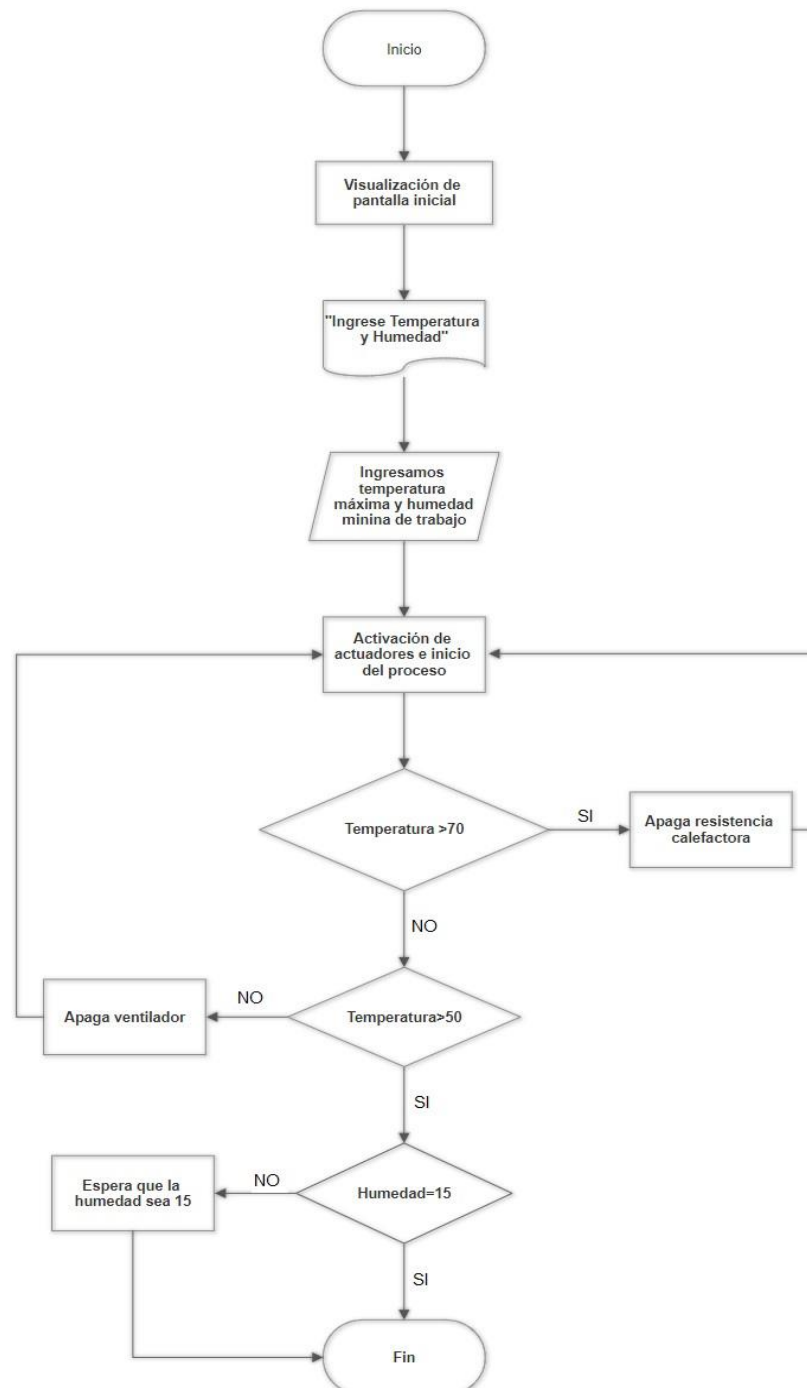 Inicio
Visualización de
pantalla inicial
"Ingrese Temperatura
y Humedad"
Ingresamos
temperatura
máxima y humedad
minina de trabajo
Activación de
actuadores e inicio
del proceso
Temperatura >70
SI
Apaga resistencia
calefactora
NO
Temperatura>50
NO
Apaga ventilador
SI
Humedad=15
NO
Espera que la
humedad sea 15
SI
Fin